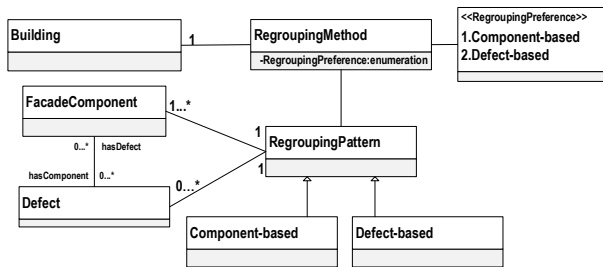 Building
1
RegroupingMethod
-RegroupingPreference:enumeration
<<RegroupingPreference>>
1.Component-based
2.Defect-based
FacadeComponent
1...*
0...*
hasDefect
hasComponent
0...*
Defect
0...*
1
1
RegroupingPattern
Component-based
Defect-based